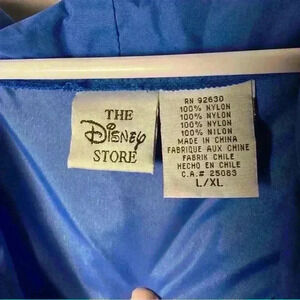 THE
Disney
STORE
RN 92630
100% NYLON
100% NYLON
100% NYLON
100% NILON
MADE IN CHINA
FABRIQUE AUX CHINE
FABRIK CHILE
HECHO EN CHILE
C.A.# 25083
L/XL